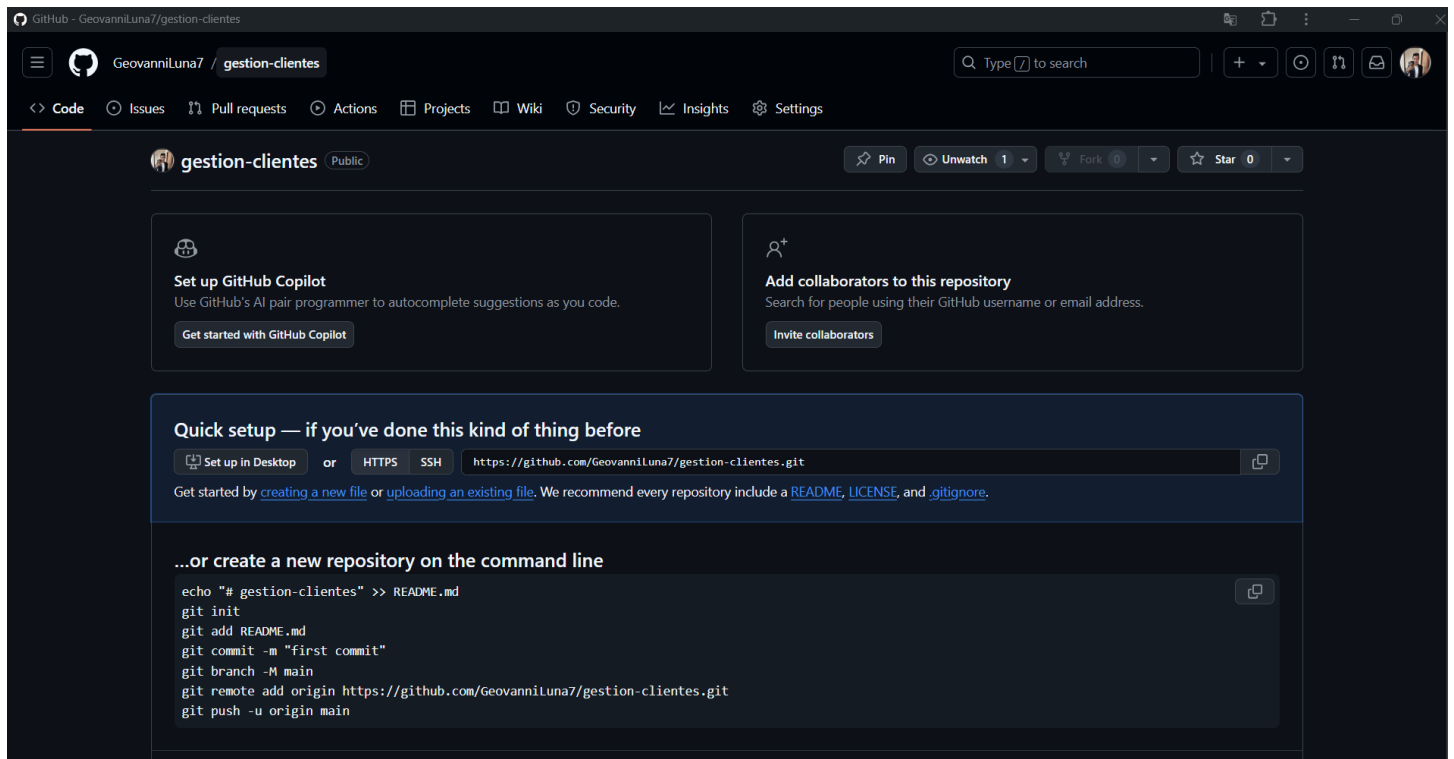 GitHub - GeovanniLuna7/gestion-clientes
GeovanniLuna7 / gestion-clientes
Type / to search
Code Issues Pull requests Actions Projects Wiki Security Insights Settings
gestion-clientes Public
Pin Unwatch 1 Fork 0 Star 0
Set up GitHub Copilot
Use GitHub's AI pair programmer to autocomplete suggestions as you code.
Get started with GitHub Copilot
Add collaborators to this repository
Search for people using their GitHub username or email address.
Invite collaborators
Quick setup — if you've done this kind of thing before
Set up in Desktop or HTTPS SSH https://github.com/GeovanniLuna7/gestion-clientes.git
Get started by creating a new file or uploading an existing file. We recommend every repository include a README, LICENSE, and .gitignore.
...or create a new repository on the command line
echo "# gestion-clientes" >> README.md
git init
git add README.md
git commit -m "first commit"
git branch -M main
git remote add origin https://github.com/GeovanniLuna7/gestion-clientes.git
git push -u origin main